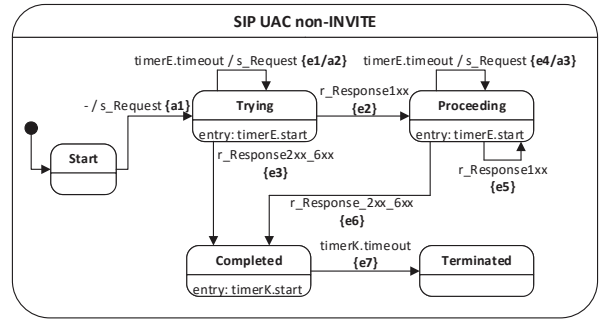 SIP UAC non-INVITE
timerE.timeout / s_Request {e1/a2}
timerE.timeout / s_Request {e4/a3}
- / s_Request {a1}
Trying
entry: timerE.start
r_Response1xx
{e2}
Proceeding
entry: timerE.start
Start
r_Response2xx_6xx
{e3}
r_Response1xx
{e5}
r_Response_2xx_6xx
{e6}
Completed
entry: timerK.start
timerK.timeout
{e7}
Terminated